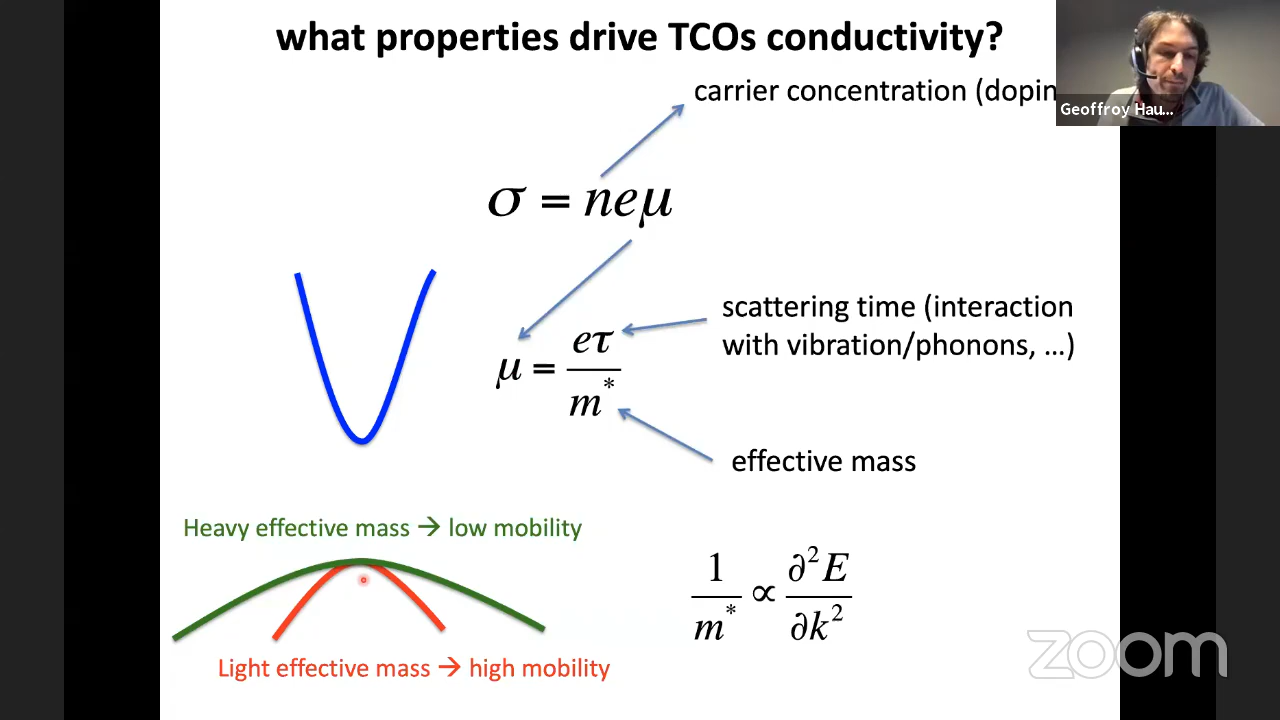 what properties drive TCOs conductivity?
carrier concentration (dopin
Geoffroy Hau...
σ = neμ
scattering time (interaction
with vibration/phonons, ...)
μ = eτ / m*
effective mass
Heavy effective mass → low mobility
1 / m* ∝ ∂²E / ∂k²
Light effective mass → high mobility
zoom